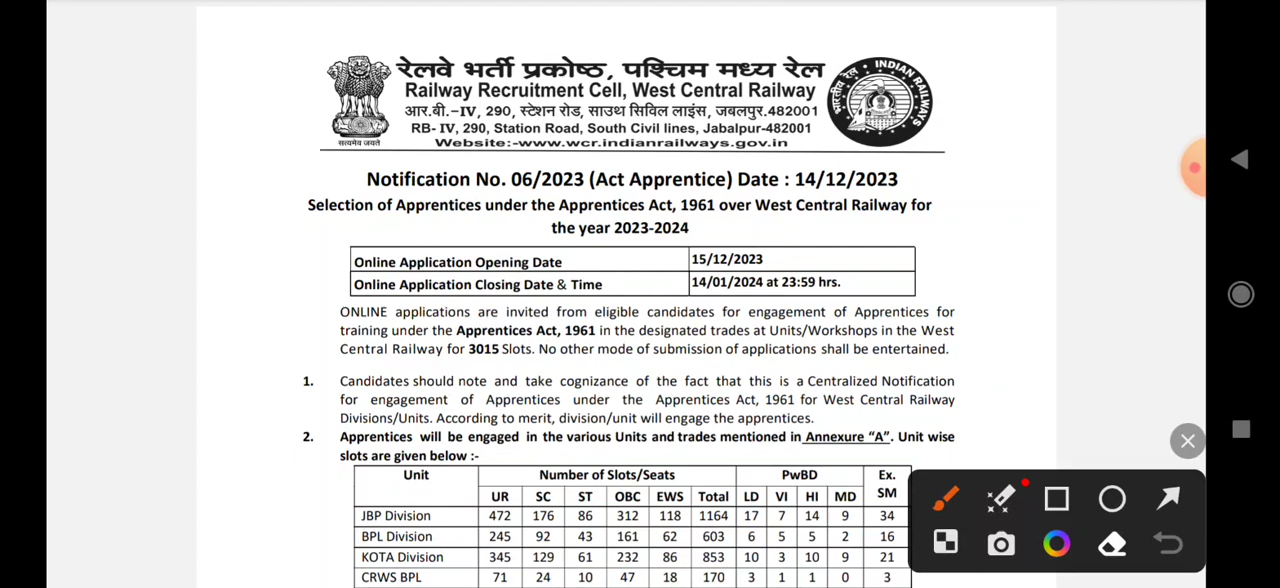 रेलवे भर्ती प्रकोष्ठ, पश्चिम मध्य रेल
Railway Recruitment Cell, West Central Railway
आर.बी.–IV, 290, स्टेशन रोड, साउथ सिविल लाइंस, जबलपुर.482001
RB- IV, 290, Station Road, South Civil lines, Jabalpur-482001
Website:-www.wcr.indianrailways.gov.in
सत्यमेव जयते
INDIAN RAILWAYS
भारतीय रेल
Notification No. 06/2023 (Act Apprentice) Date : 14/12/2023
Selection of Apprentices under the Apprentices Act, 1961 over West Central Railway for
the year 2023-2024
Online Application Opening Date 15/12/2023
Online Application Closing Date & Time 14/01/2024 at 23:59 hrs.
ONLINE applications are invited from eligible candidates for engagement of Apprentices for
training under the Apprentices Act, 1961 in the designated trades at Units/Workshops in the West
Central Railway for 3015 Slots. No other mode of submission of applications shall be entertained.
1. Candidates should note and take cognizance of the fact that this is a Centralized Notification
for engagement of Apprentices under the Apprentices Act, 1961 for West Central Railway
Divisions/Units. According to merit, division/unit will engage the apprentices.
2. Apprentices will be engaged in the various Units and trades mentioned in Annexure “A”. Unit wise
slots are given below :-
Unit Number of Slots/Seats PwBD Ex. SM
UR SC ST OBC EWS Total LD VI HI MD
JBP Division 472 176 86 312 118 1164 17 7 14 9 34
BPL Division 245 92 43 161 62 603 6 5 5 2 16
KOTA Division 345 129 61 232 86 853 10 3 10 9 21
CRWS BPL 71 24 10 47 18 170 3 1 1 0 3